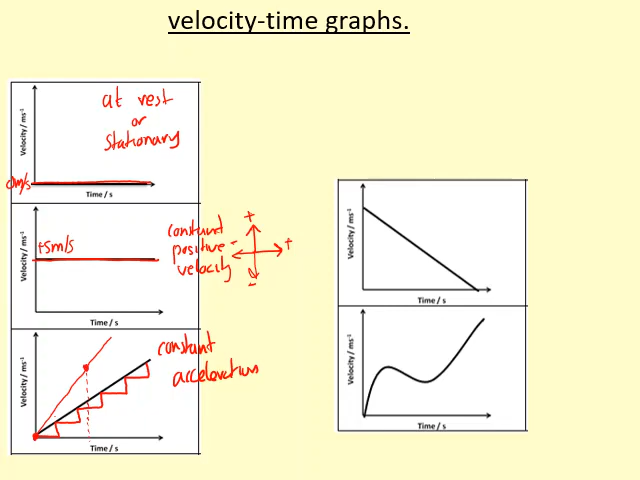 velocity-time graphs.
at rest
or
stationary
Velocity / ms⁻¹
0m/s
Time / s
Velocity / ms⁻¹
+5m/s
constant
positive
velocity
+
-
+
-
Time / s
Velocity / ms⁻¹
constant
acceleration
Time / s
Velocity / ms⁻¹
Time / s
Velocity / ms⁻¹
Time / s